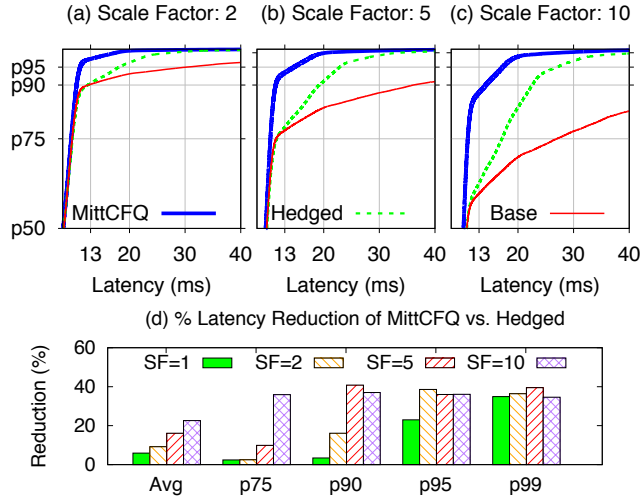 (a) Scale Factor: 2
(b) Scale Factor: 5
(c) Scale Factor: 10
p95
p90
p75
p50
MittCFQ
Hedged
Base
13 20 30 40
13 20 30 40
13 20 30 40
Latency (ms)
Latency (ms)
Latency (ms)
(d) % Latency Reduction of MittCFQ vs. Hedged
Reduction (%)
60
40
20
0
SF=1
SF=2
SF=5
SF=10
Avg
p75
p90
p95
p99